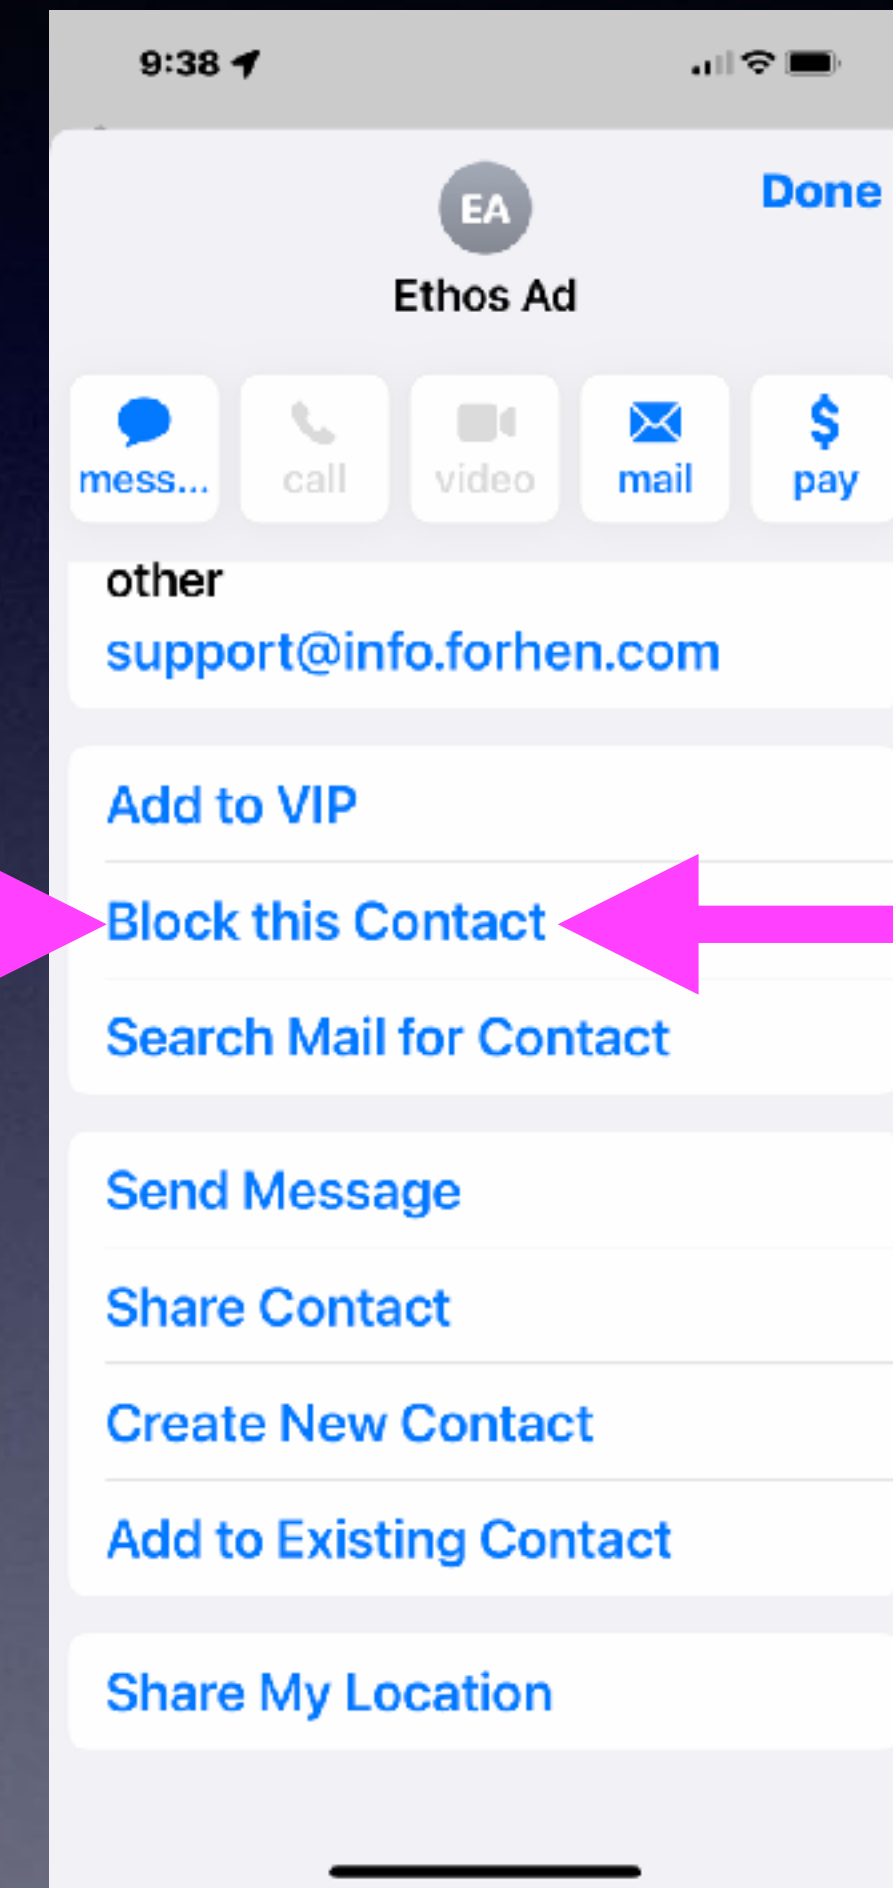 9:38
EA
Done
Ethos Ad
mess...
call
video
mail
$
pay
other
support@info.forhen.com
Add to VIP
Block this Contact
Search Mail for Contact
Send Message
Share Contact
Create New Contact
Add to Existing Contact
Share My Location